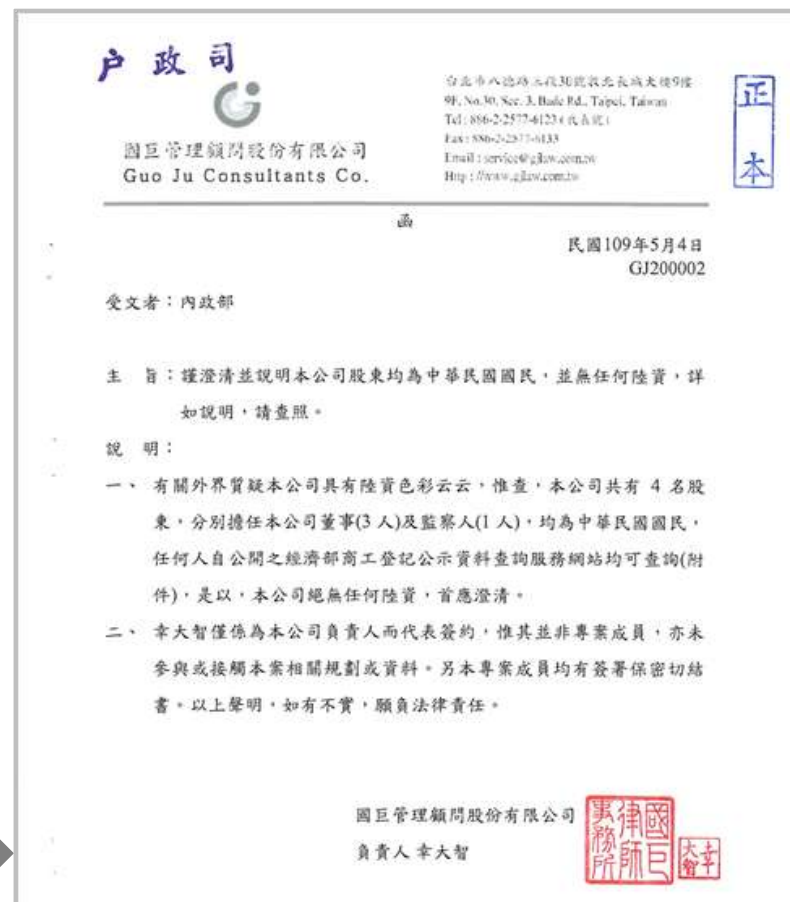 户政司
台北市八德路三段30號敦北長城大樓9樓
9F, No.30, Sec. 3, Bade Rd., Taipei, Taiwan
Tel : 886-2-2577-6123 (代表號)
Fax : 886-2-2577-6133
Email : service@gjlaw.com.tw
Http : //www.gjlaw.com.tw
正本
國巨管理顧問股份有限公司
Guo Ju Consultants Co.
函
民國109年5月4日
GJ200002
受文者：內政部
主 旨：謹澄清並說明本公司股東均為中華民國國民，並無任何陸資，詳
如說明，請查照。
說 明：
一、 有關外界質疑本公司具有陸資色彩云云，惟查，本公司共有 4 名股
東，分別擔任本公司董事(3 人)及監察人(1 人)，均為中華民國國民，
任何人自公開之經濟部商工登記公示資料查詢服務網站均可查詢(附
件)，是以，本公司絕無任何陸資，首應澄清。
二、 幸大智僅係為本公司負責人而代表簽約，惟其並非專案成員，亦未
參與或接觸本案相關規劃或資料。另本專案成員均有簽署保密切結
書。以上聲明，如有不實，願負法律責任。
國巨管理顧問股份有限公司
負責人 幸大智
國巨律師事務所
幸大智